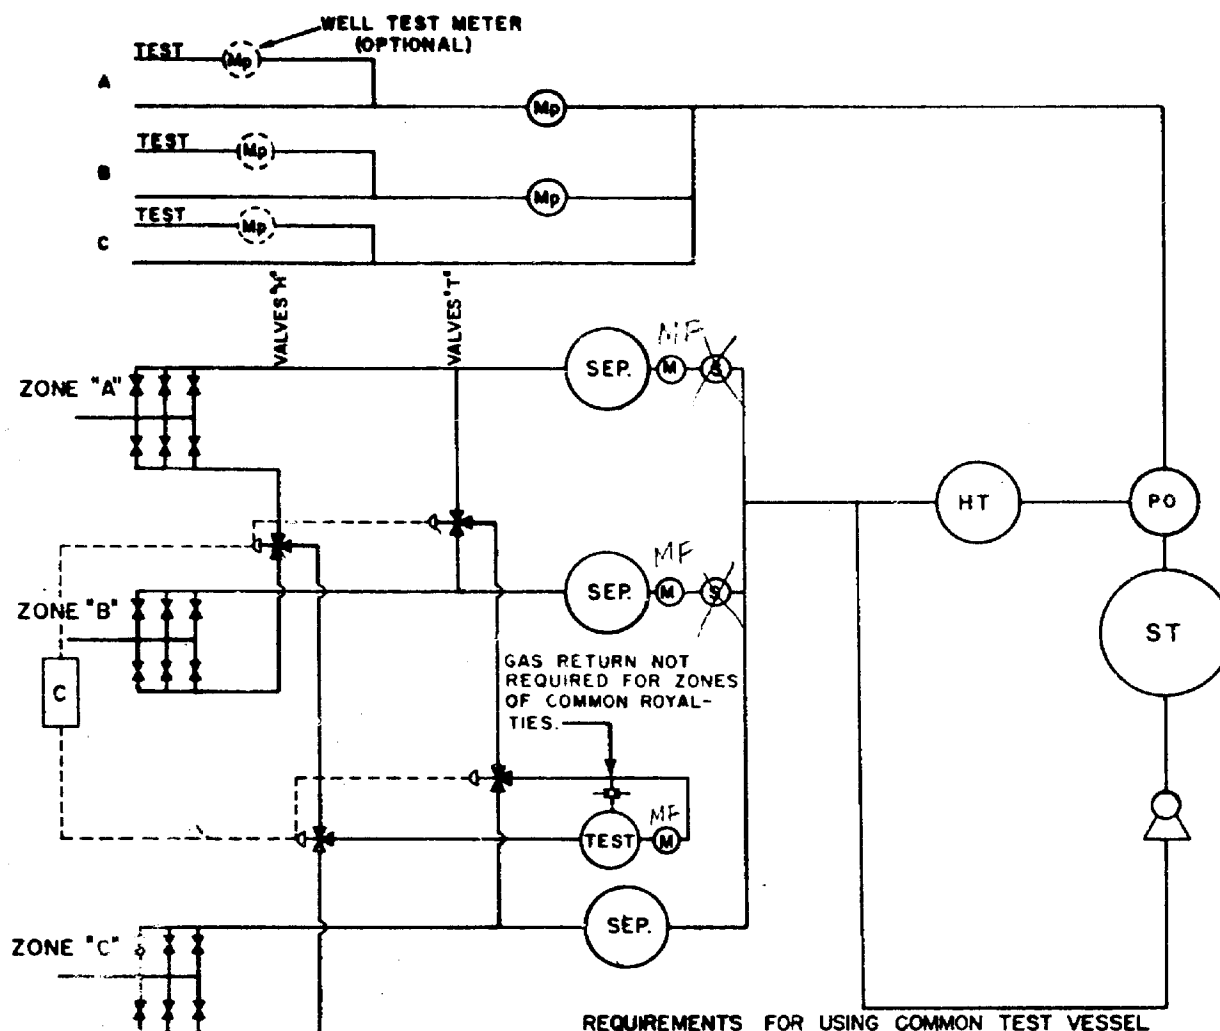 WELL TEST METER
(OPTIONAL)
TEST
Mp
A
Mp
TEST
Mp
B
Mp
TEST
Mp
C
VALVES "H"
VALVES "T"
MF
SEP.
M
S
ZONE "A"
HT
PO
MF
SEP.
M
S
ZONE "B"
ST
GAS RETURN NOT
REQUIRED FOR ZONES
OF COMMON ROYAL-
TIES.
C
MF
TEST
M
SEP.
ZONE "C"
REQUIREMENTS FOR USING COMMON TEST VESSEL